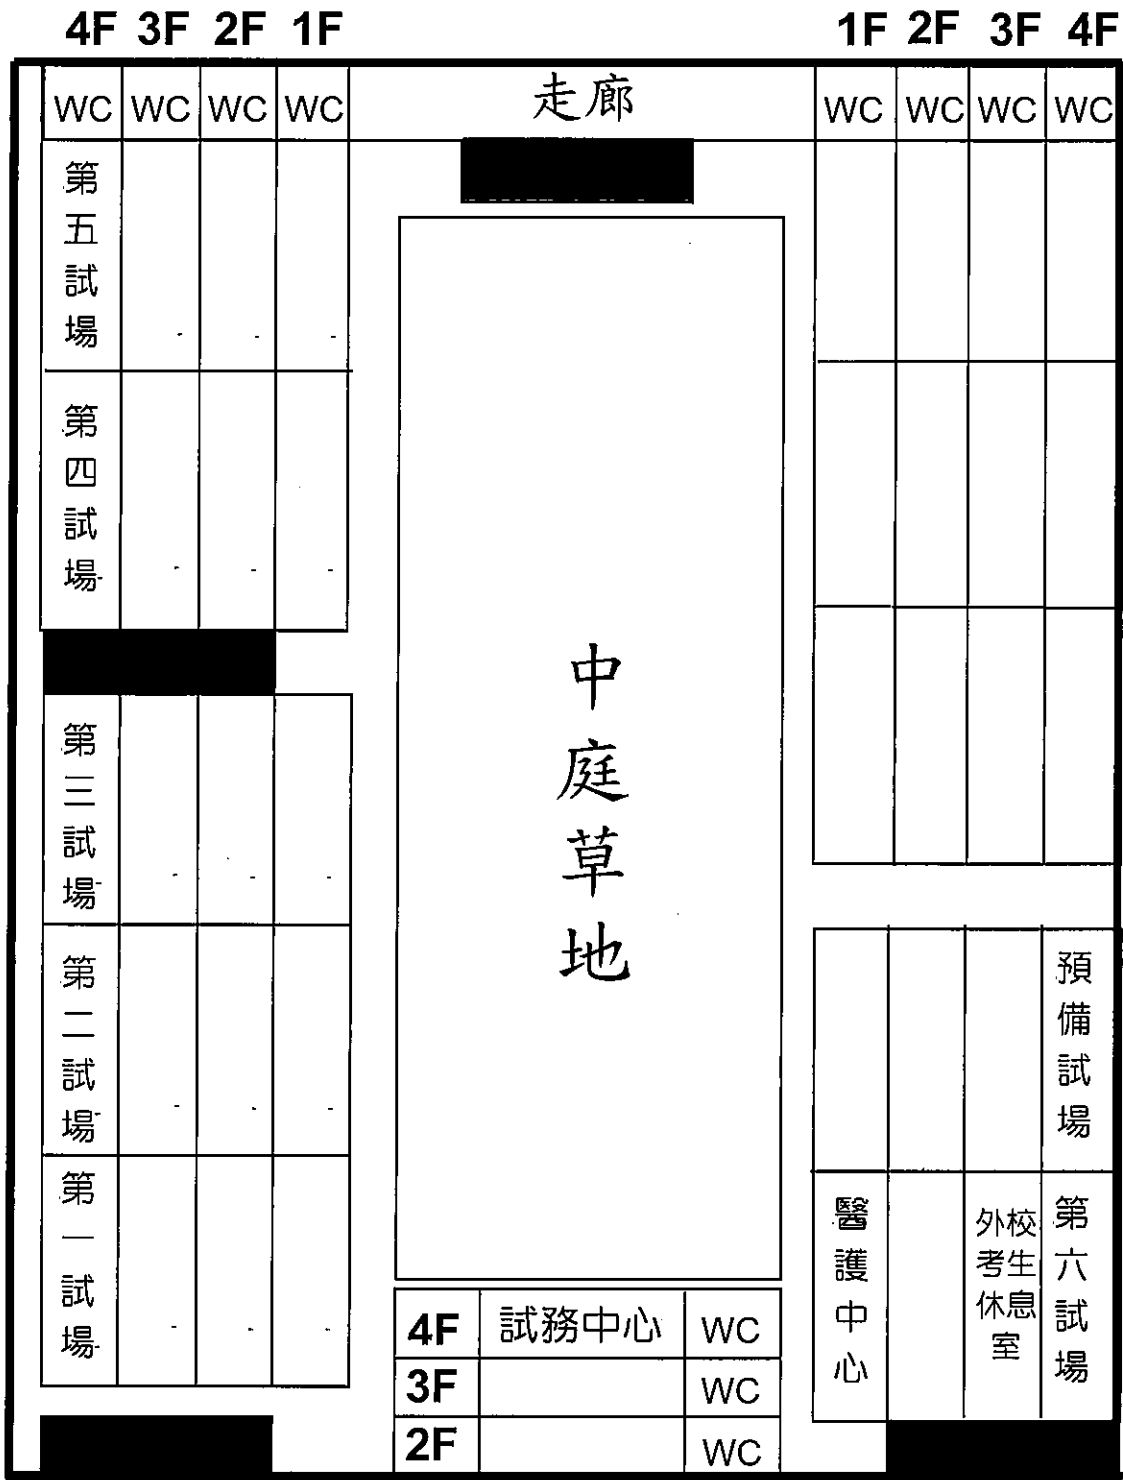 4F 3F 2F 1F 1F 2F 3F 4F
WC WC WC WC 走廊 WC WC WC WC
第五試場
第四試場
第三試場
第二試場
第一試場
中庭草地
4F 試務中心 WC
3F WC
2F WC
醫護中心
外校
考生
休息
室
預備試場
第六試場